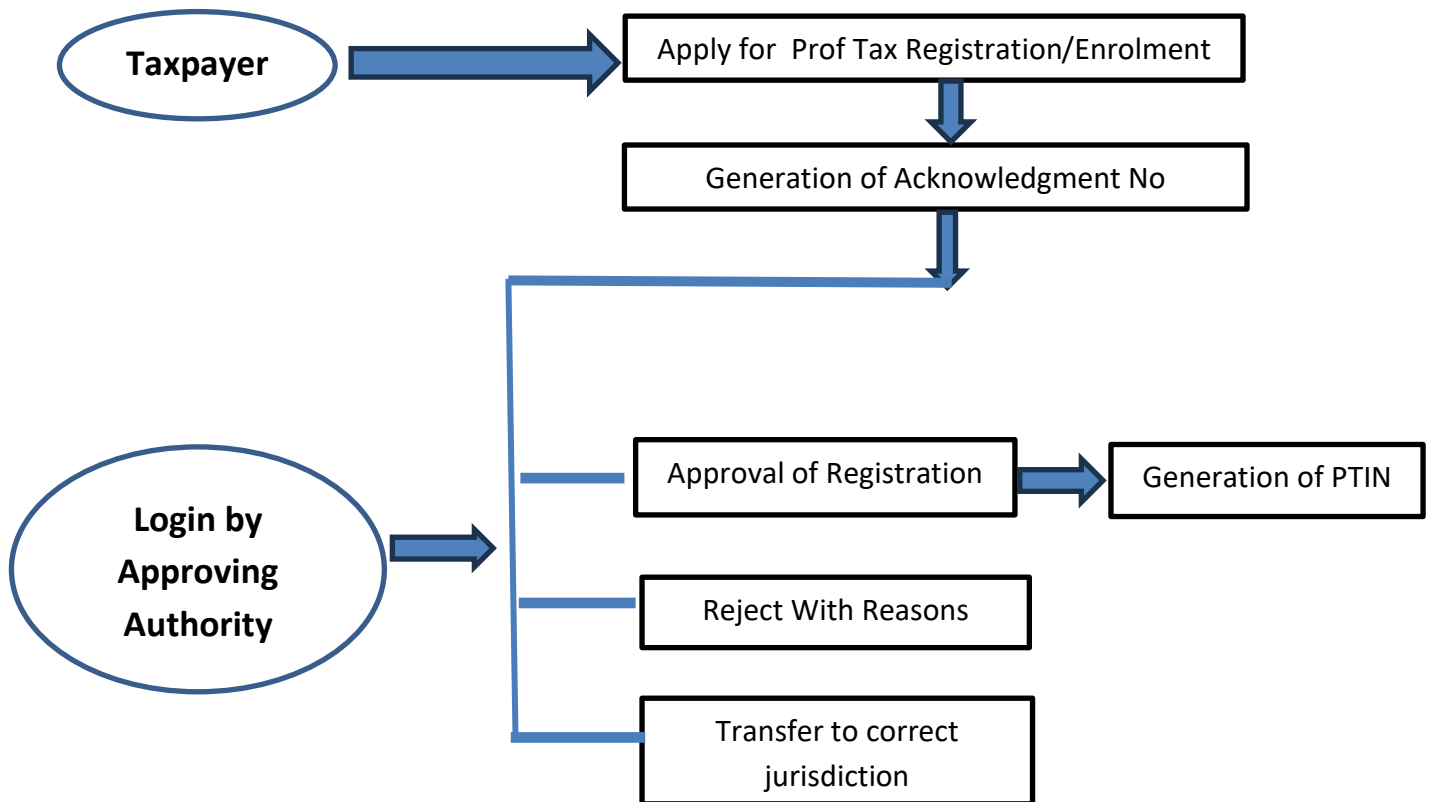 Taxpayer
Apply for Prof Tax Registration/Enrolment
Generation of Acknowledgment No
Login by
Approving
Authority
Approval of Registration
Generation of PTIN
Reject With Reasons
Transfer to correct
jurisdiction